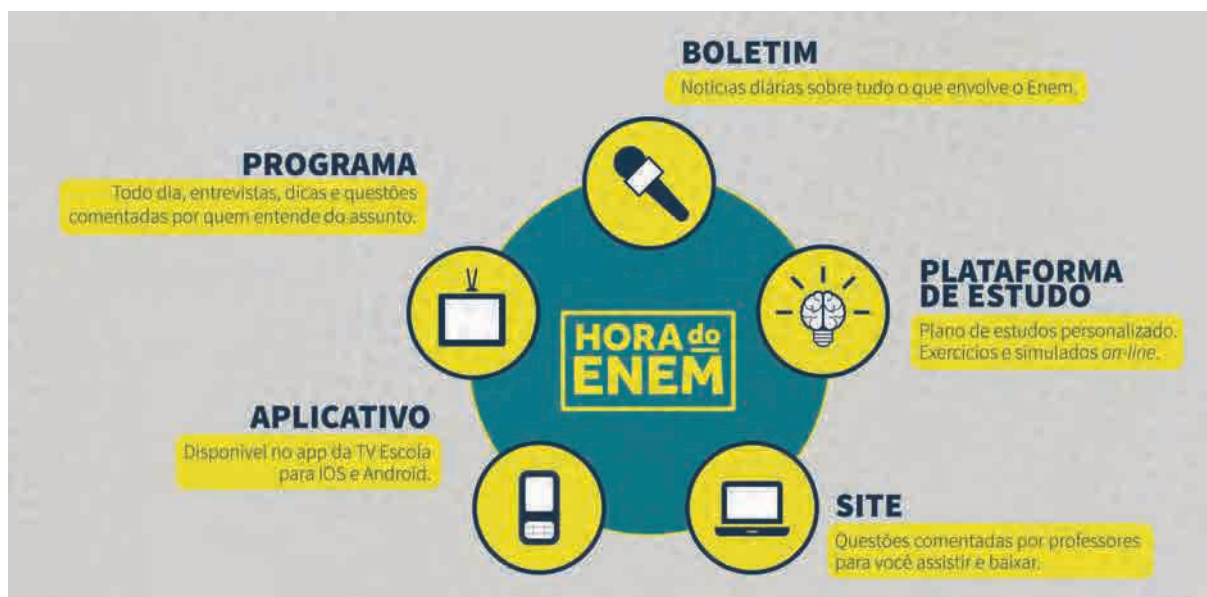 BOLETIM
Notícias diárias sobre tudo o que envolve o Enem.
PROGRAMA
Todo dia, entrevistas, dicas e questões
comentadas por quem entende do assunto.
PLATAFORMA
DE ESTUDO
Plano de estudos personalizado.
Exercícios e simulados on-line.
HORA do
ENEM
APLICATIVO
Disponível no app da TV Escola
para IOS e Android.
SITE
Questões comentadas por professores
para você assistir e baixar.